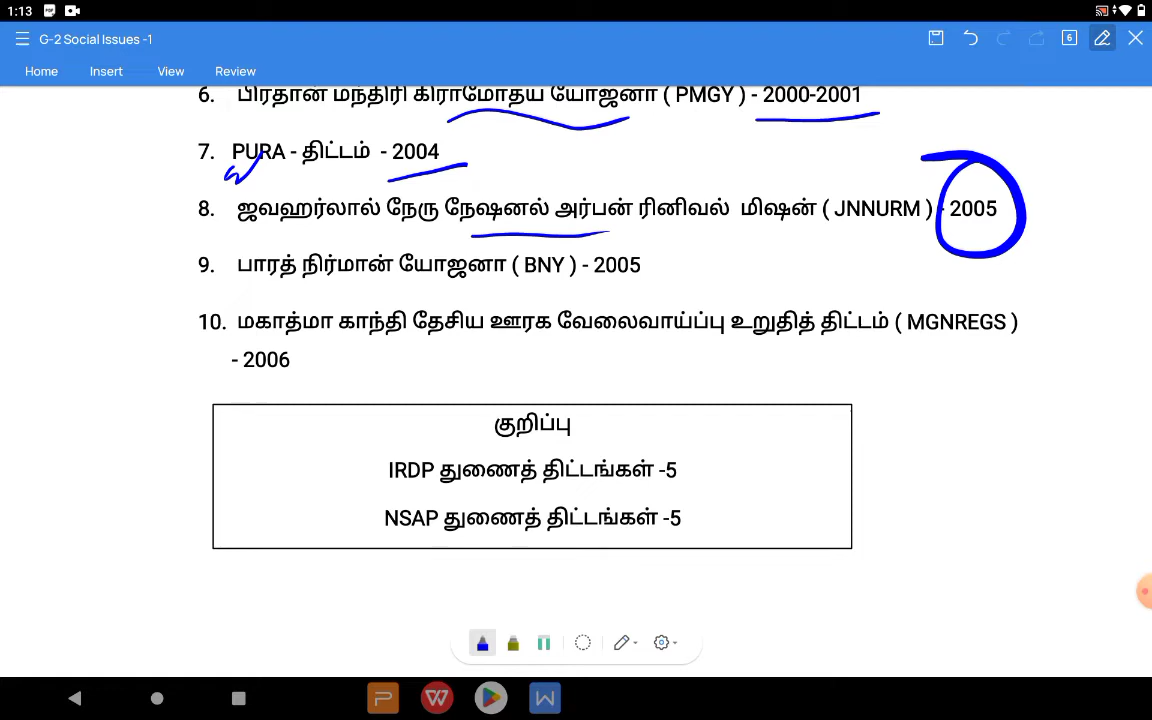 1:13
G-2 Social Issues -1
6
Home Insert View Review
6. பிரதான் மந்திரி கிராமோதய யோஜனா ( PMGY ) - 2000-2001
7. PURA - திட்டம் - 2004
8. ஜவஹர்லால் நேரு நேஷனல் அர்பன் ரினிவல் மிஷன் ( JNNURM ) - 2005
9. பாரத் நிர்மான் யோஜனா ( BNY ) - 2005
10. மகாத்மா காந்தி தேசிய ஊரக வேலைவாய்ப்பு உறுதித் திட்டம் ( MGNREGS )
- 2006
குறிப்பு
IRDP துணைத் திட்டங்கள் -5
NSAP துணைத் திட்டங்கள் -5